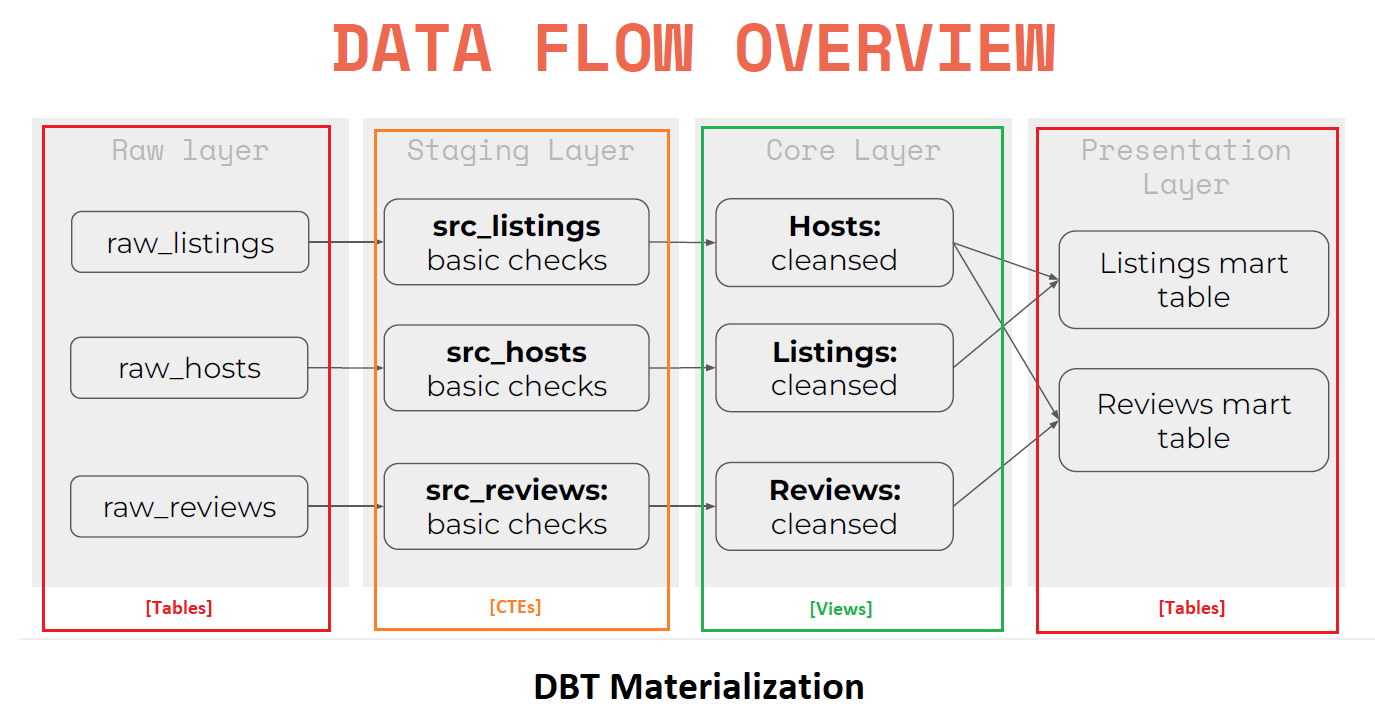 DATA FLOW OVERVIEW
Raw layer
raw_listings
raw_hosts
raw_reviews
[Tables]
Staging Layer
src_listings
basic checks
src_hosts
basic checks
src_reviews:
basic checks
[CTEs]
Core Layer
Hosts:
cleansed
Listings:
cleansed
Reviews:
cleansed
[Views]
Presentation
Layer
Listings mart
table
Reviews mart
table
[Tables]
DBT Materialization